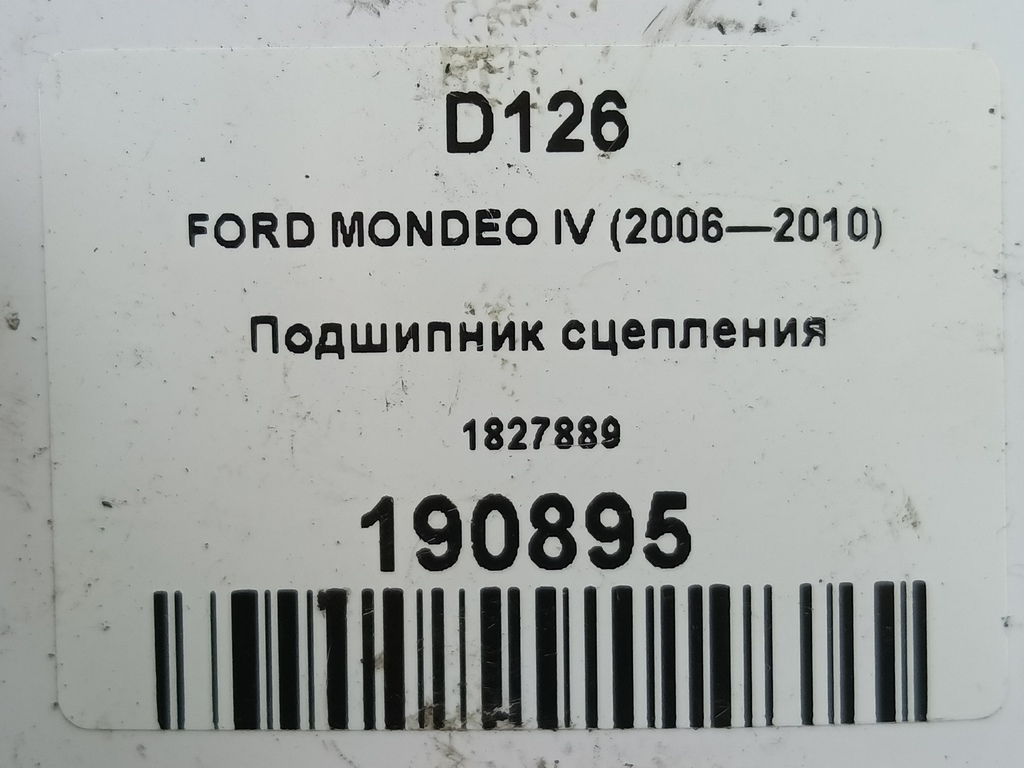 D126
FORD MONDEO IV (2006—2010)
Подшипник сцепления
1827889
190895